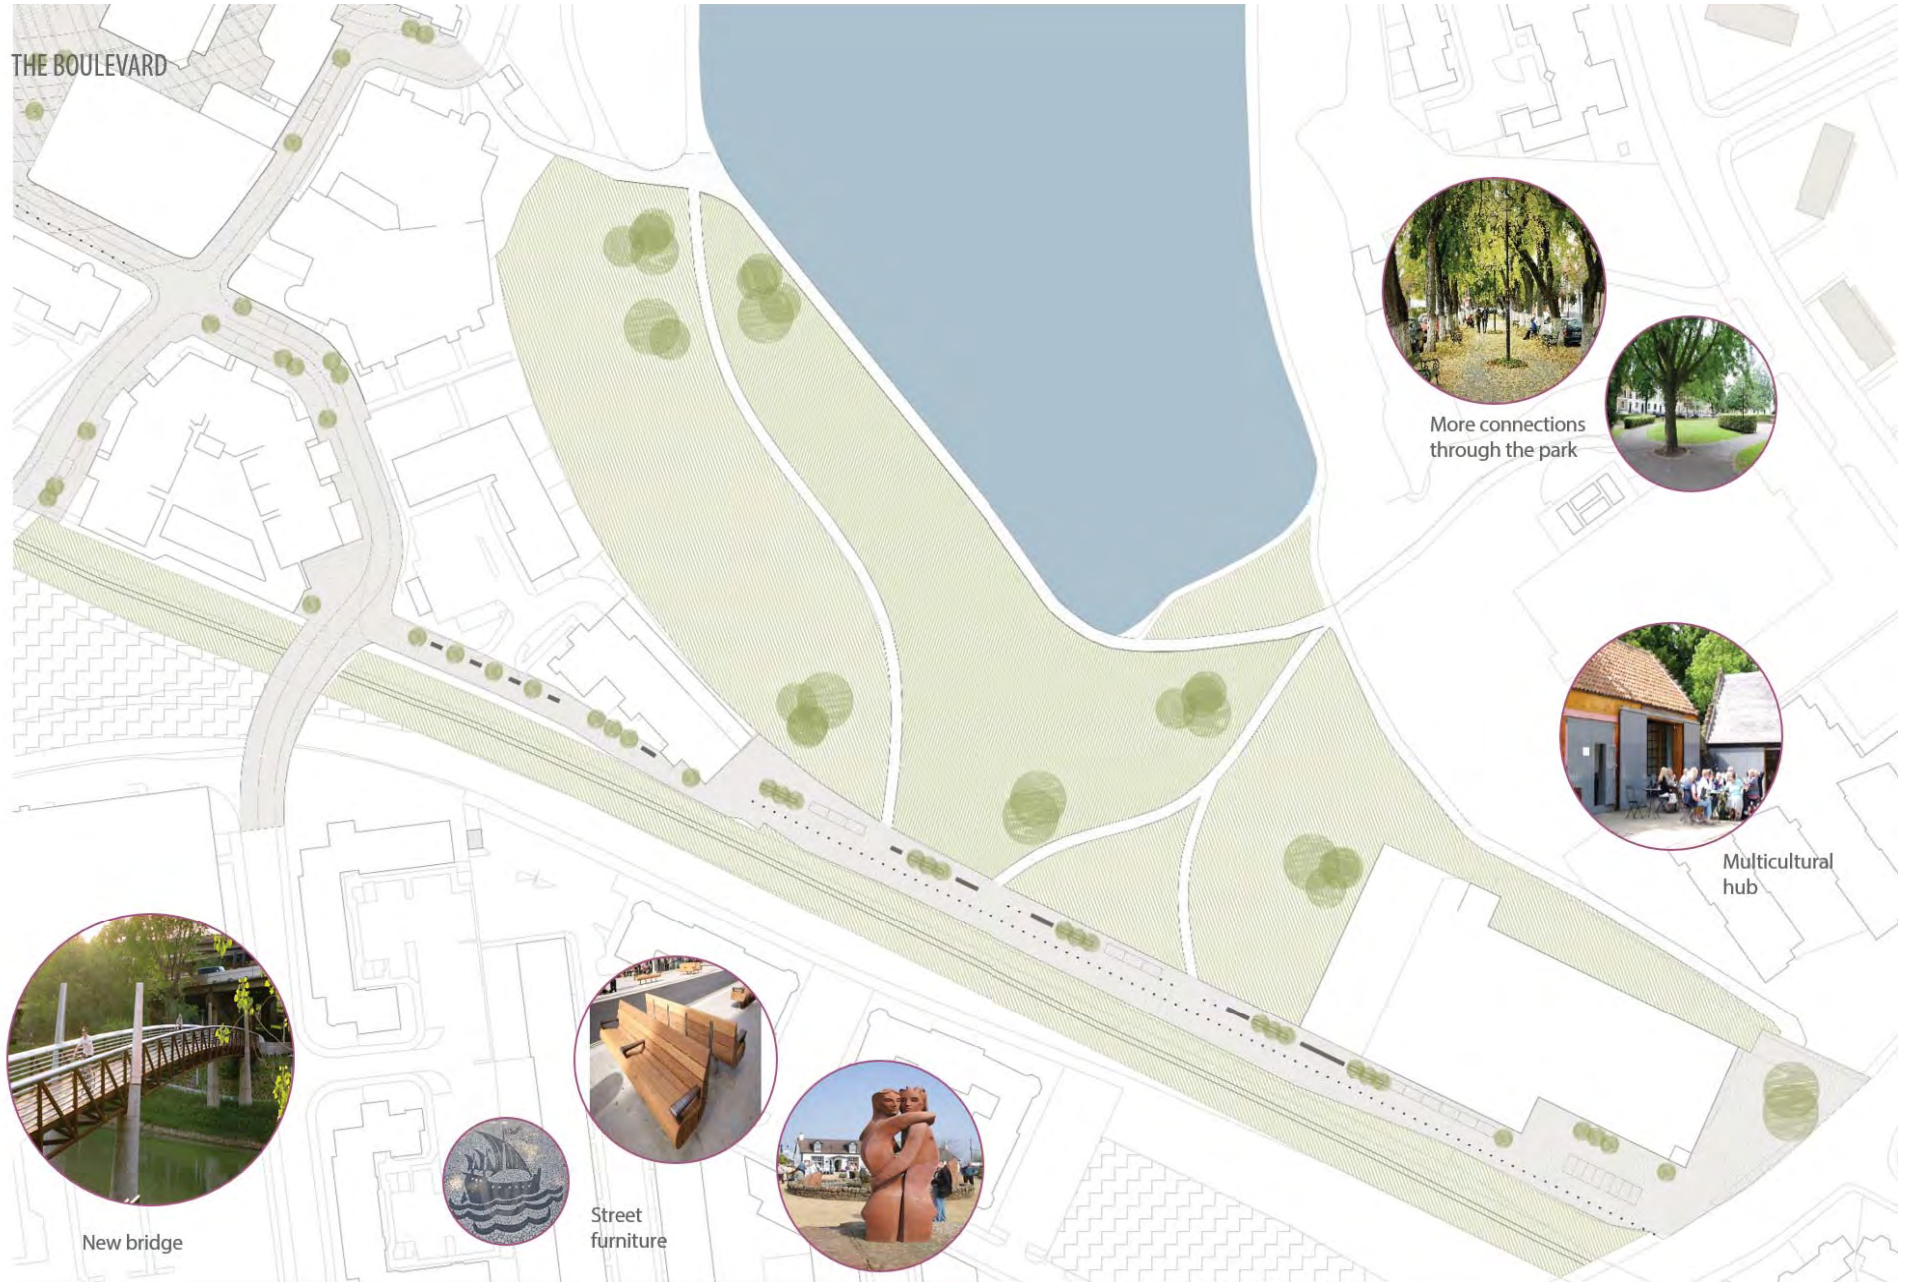 THE BOULEVARD
More connections
through the park
Multicultural
hub
Street
furniture
New bridge